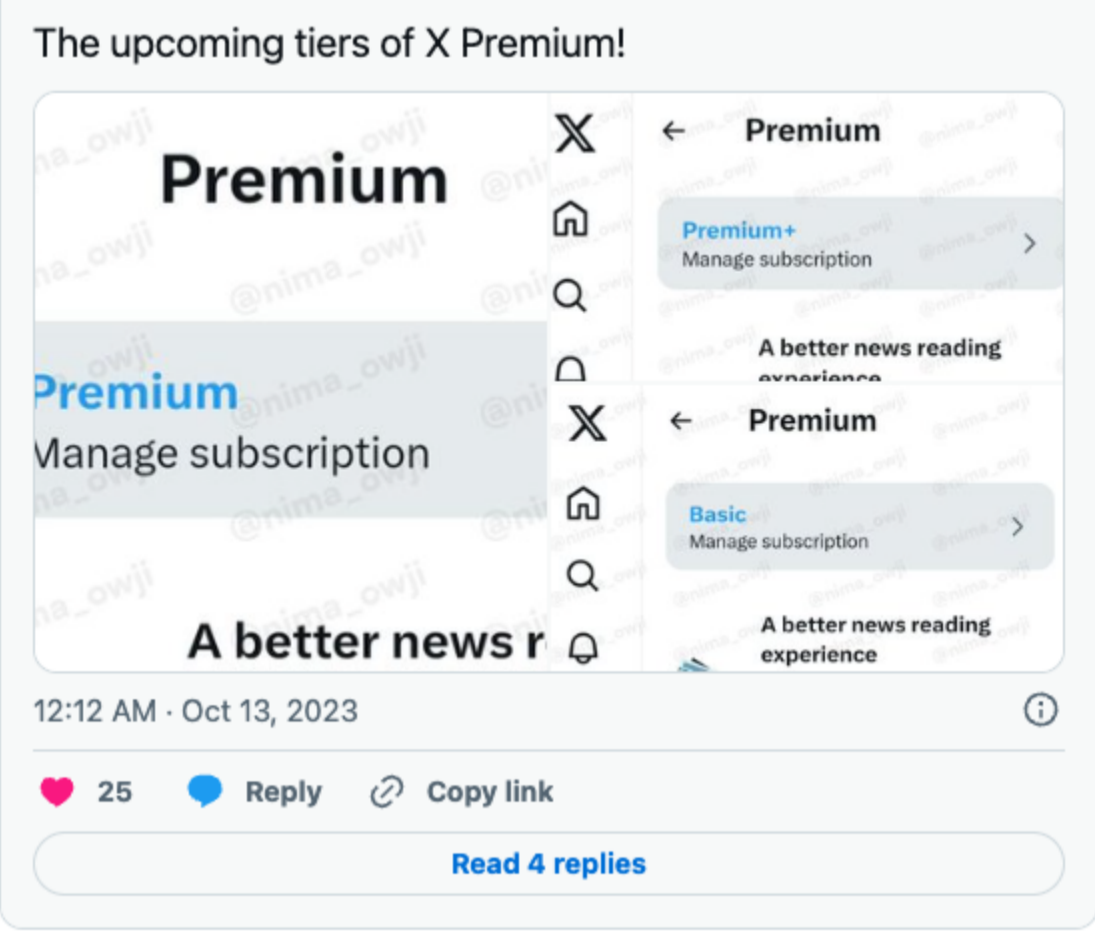 The upcoming tiers of X Premium!
Premium
Premium
Manage subscription
A better news r
Premium
Premium+
Manage subscription
A better news reading
experience
Premium
Basic
Manage subscription
A better news reading
experience
@nima_owji
12:12 AM · Oct 13, 2023
25 Reply Copy link
Read 4 replies